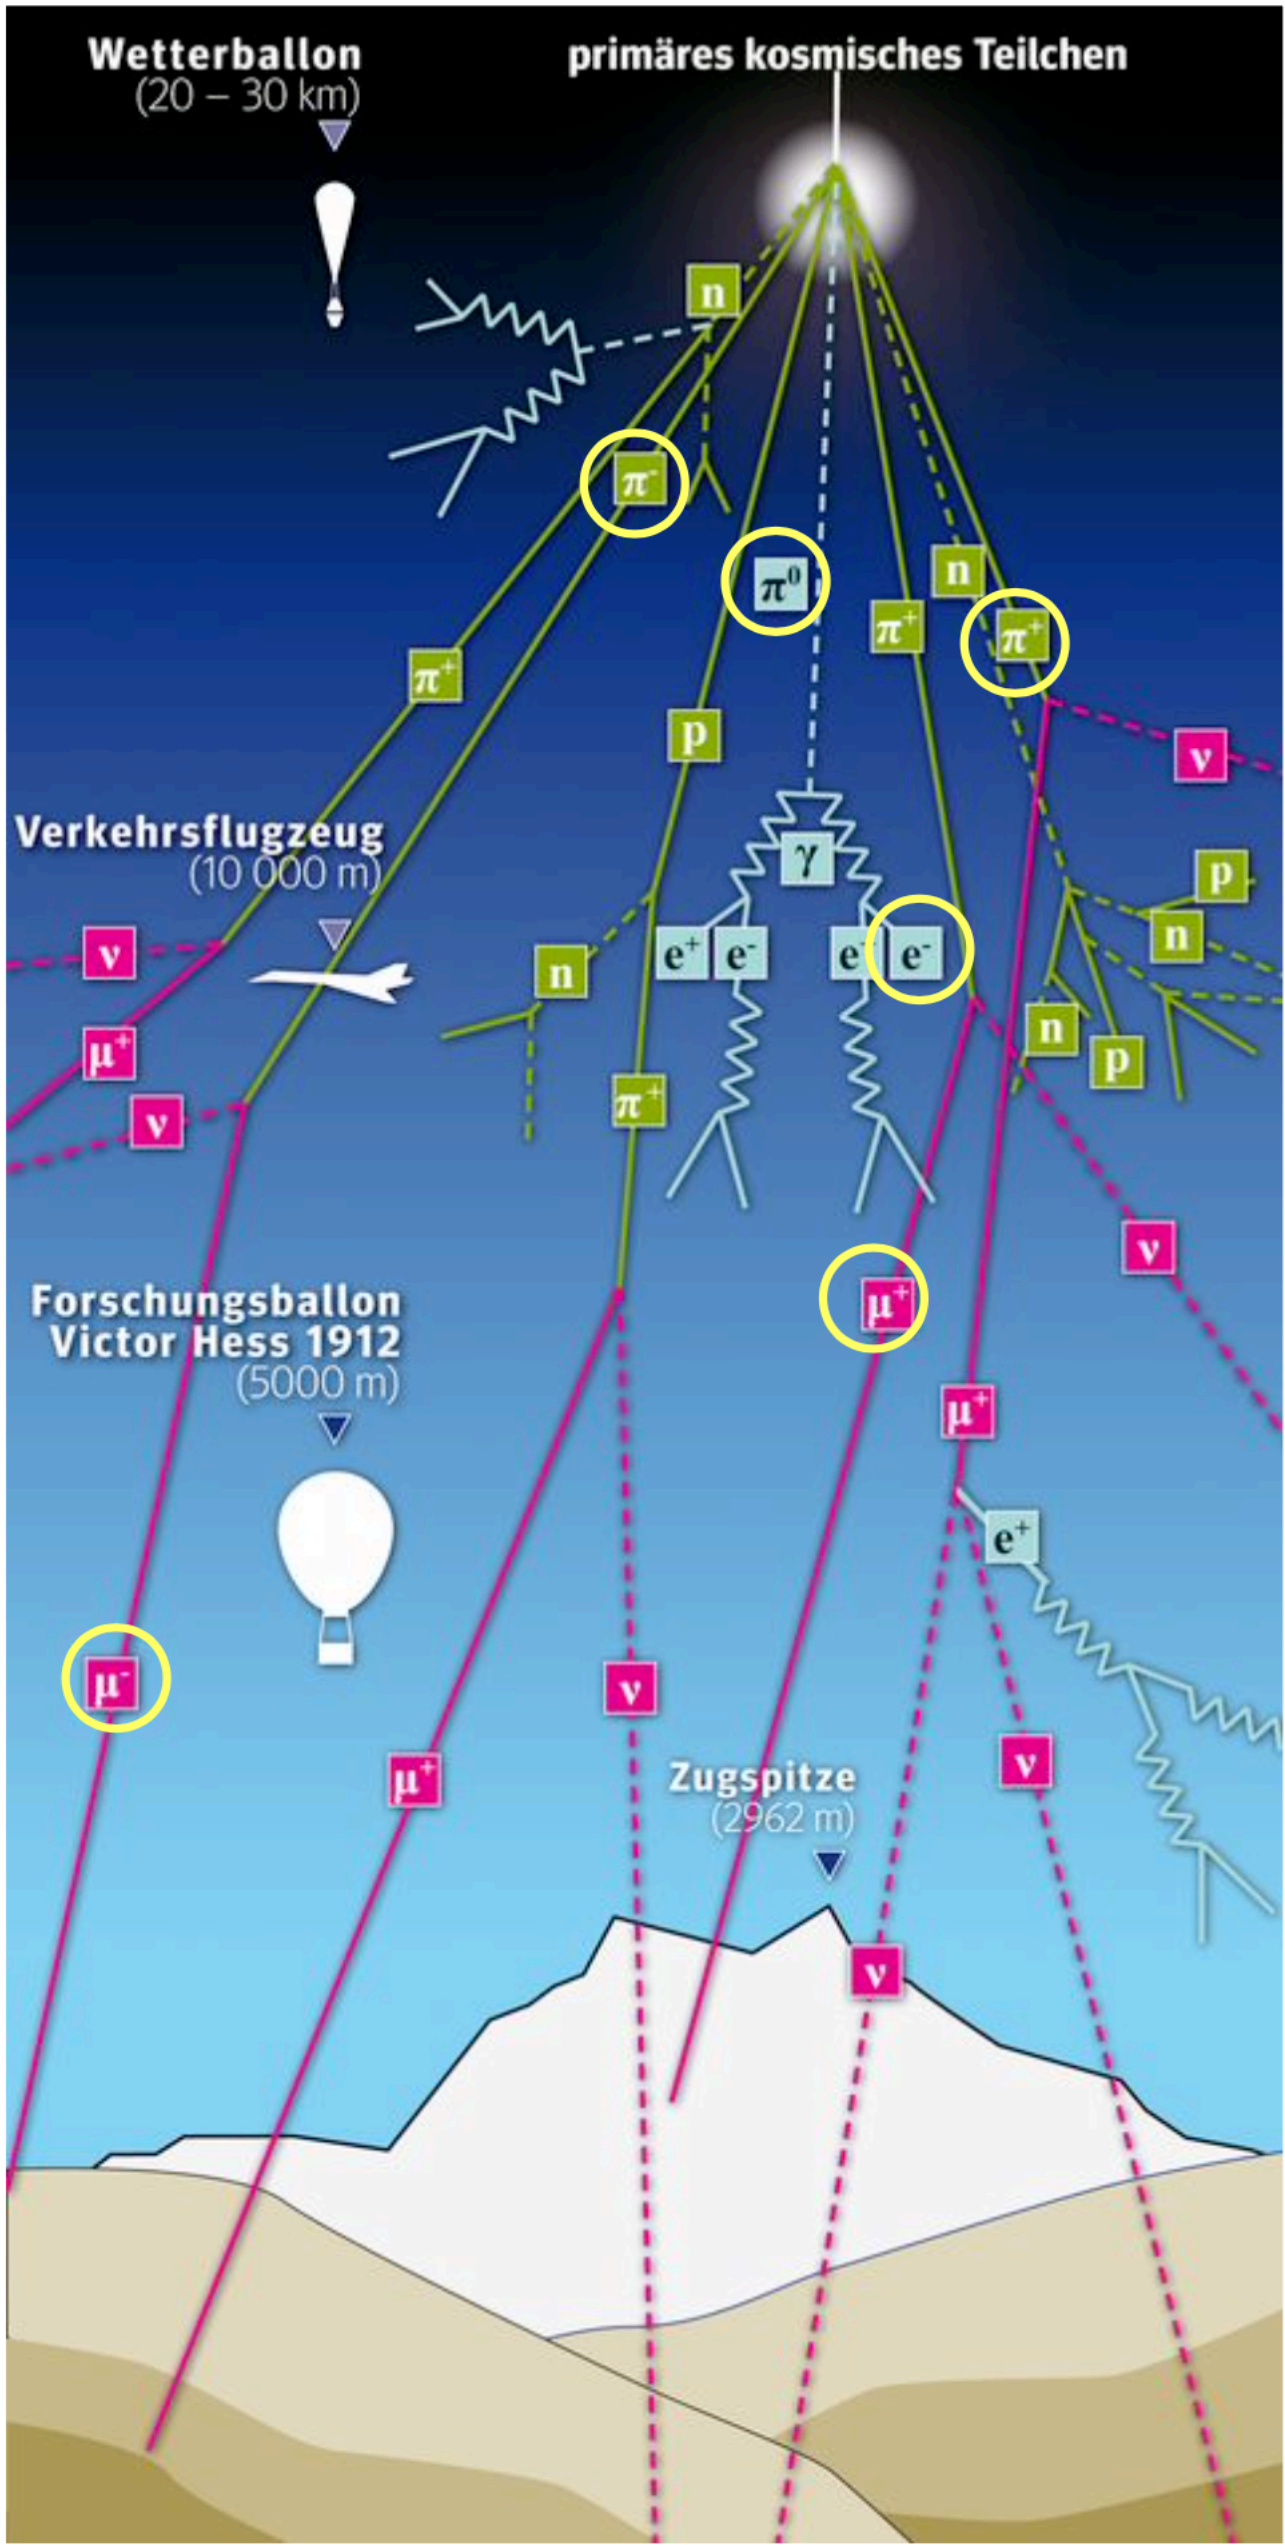 Wetterballon
(20 – 30 km)
primäres kosmisches Teilchen
n
π⁻
π⁰
n
π⁺
π⁺
π⁺
p
ν
Verkehrsflugzeug
(10 000 m)
γ
p
n
ν
n
e⁺
e⁻
e⁺
e⁻
μ⁺
n
p
π⁺
ν
ν
Forschungsballon
Victor Hess 1912
(5000 m)
μ⁺
μ⁺
e⁺
μ⁻
ν
μ⁺
Zugspitze
(2962 m)
ν
ν